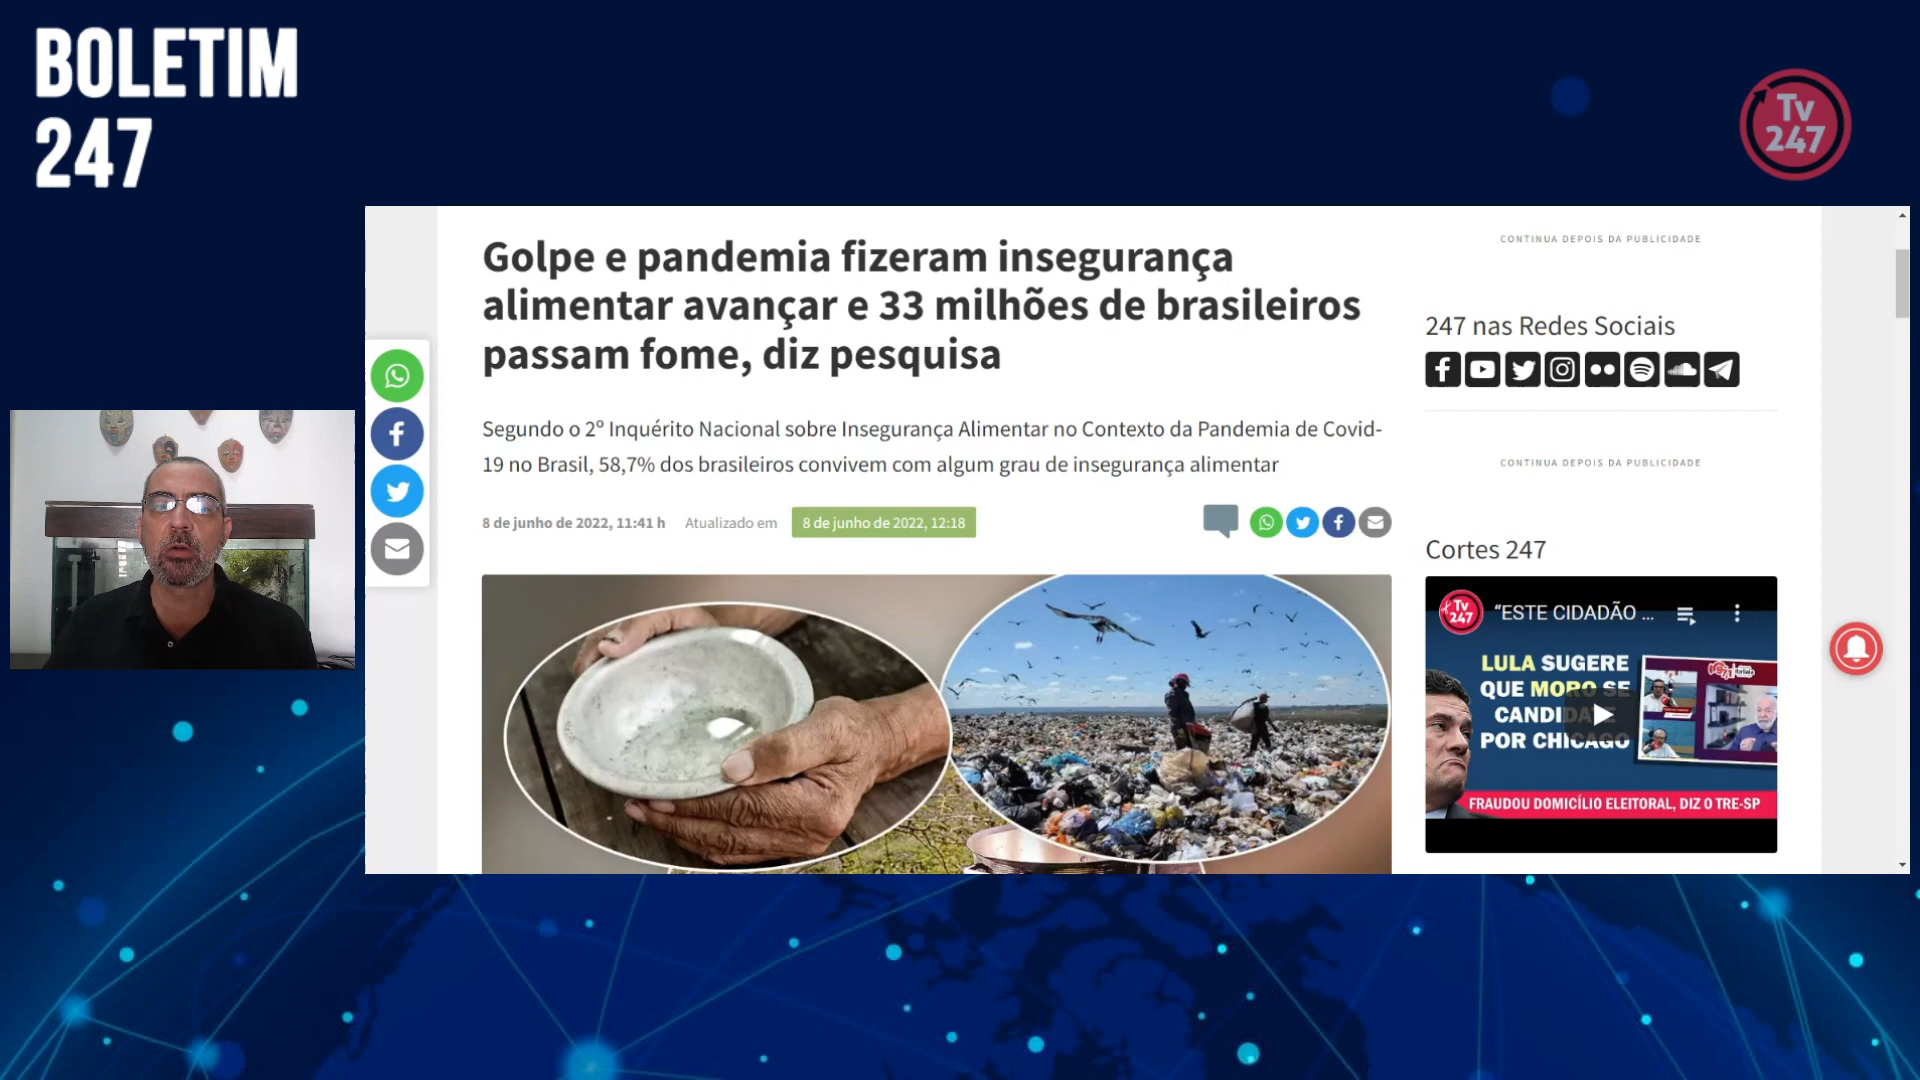 BOLETIM
247
Tv
247
Golpe e pandemia fizeram insegurança
alimentar avançar e 33 milhões de brasileiros
passam fome, diz pesquisa
Segundo o 2º Inquérito Nacional sobre Insegurança Alimentar no Contexto da Pandemia de Covid-
19 no Brasil, 58,7% dos brasileiros convivem com algum grau de insegurança alimentar
8 de junho de 2022, 11:41 h Atualizado em 8 de junho de 2022, 12:18
CONTINUA DEPOIS DA PUBLICIDADE
247 nas Redes Sociais
CONTINUA DEPOIS DA PUBLICIDADE
Cortes 247
Tv
247
“ESTE CIDADÃO ...
LULA SUGERE
QUE MORO SE
CANDIDATE
POR CHICAGO
FRAUDOU DOMICÍLIO ELEITORAL, DIZ O TRE-SP